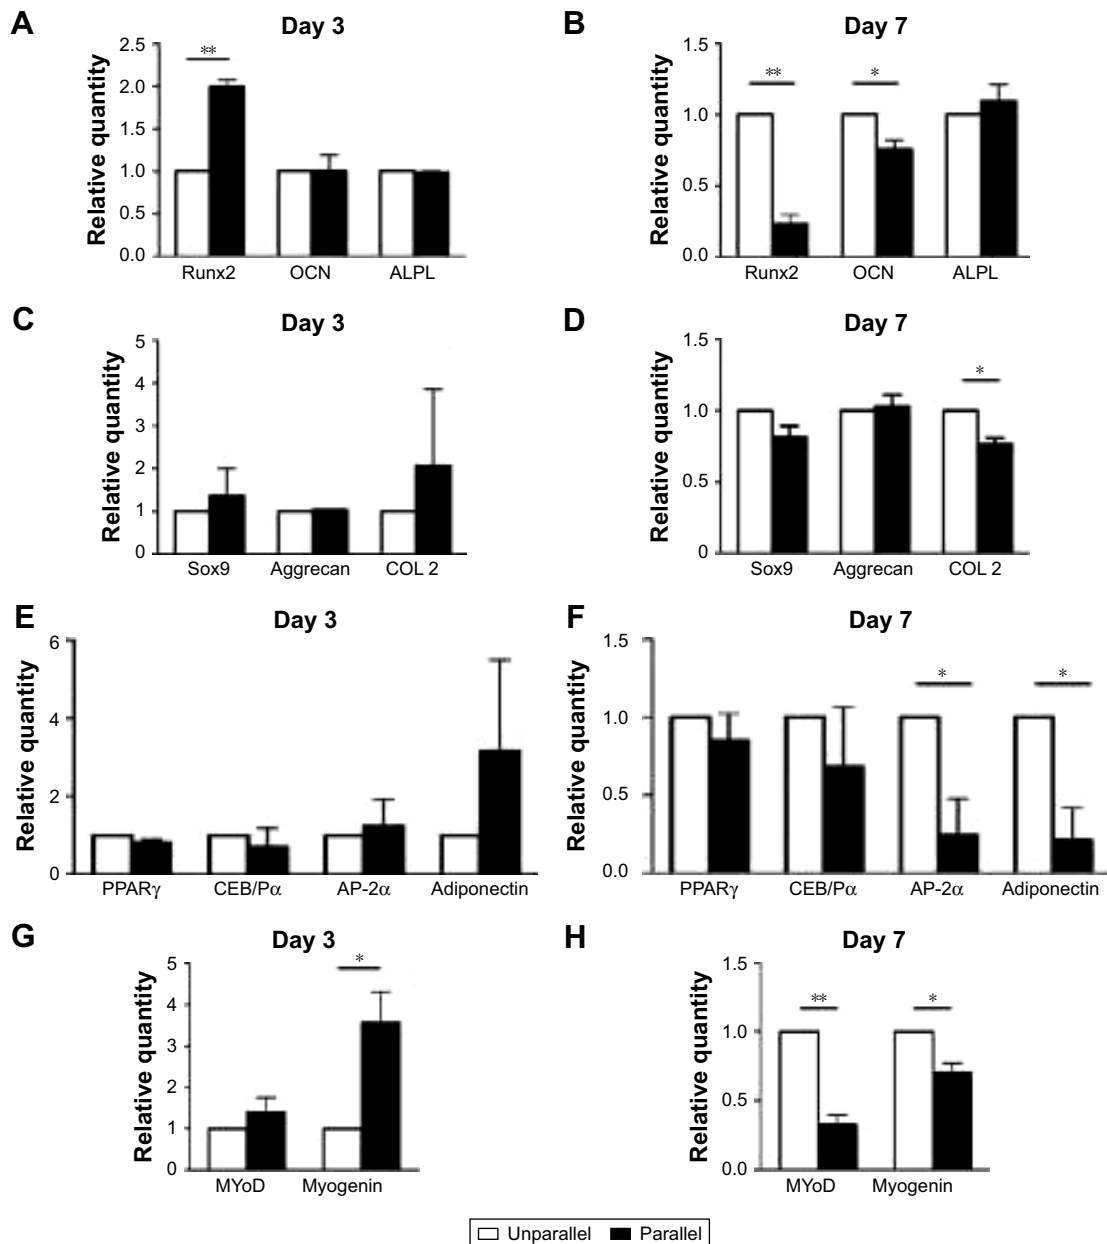 A Day 3
Relative quantity
2.5
2.0
1.5
1.0
0.5
0.0
**
Runx2 OCN ALPL
B Day 7
Relative quantity
1.5
1.0
0.5
0.0
** *
Runx2 OCN ALPL
C Day 3
Relative quantity
5
4
3
2
1
0
Sox9 Aggrecan COL 2
D Day 7
Relative quantity
1.5
1.0
0.5
0
*
Sox9 Aggrecan COL 2
E Day 3
Relative quantity
6
4
2
1
0
PPARγ CEB/Pα AP-2α Adiponectin
F Day 7
Relative quantity
1.5
1.0
0.5
0.0
* *
PPARγ CEB/Pα AP-2α Adiponectin
G Day 3
Relative quantity
5
4
3
2
1
0
*
MYoD Myogenin
H Day 7
Relative quantity
1.5
1.0
0.5
0.0
** *
MYoD Myogenin
Unparallel Parallel